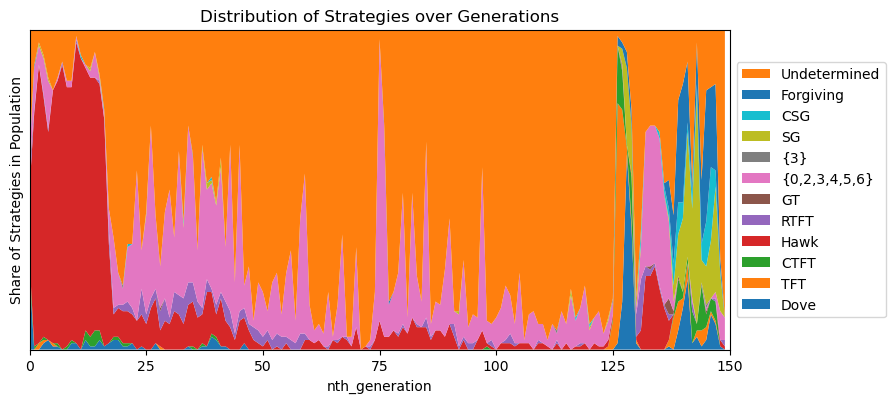 Distribution of Strategies over Generations
Share of Strategies in Population
0 25 50 75 100 125 150
nth_generation
Undetermined
Forgiving
CSG
SG
{3}
{0,2,3,4,5,6}
GT
RTFT
Hawk
CTFT
TFT
Dove